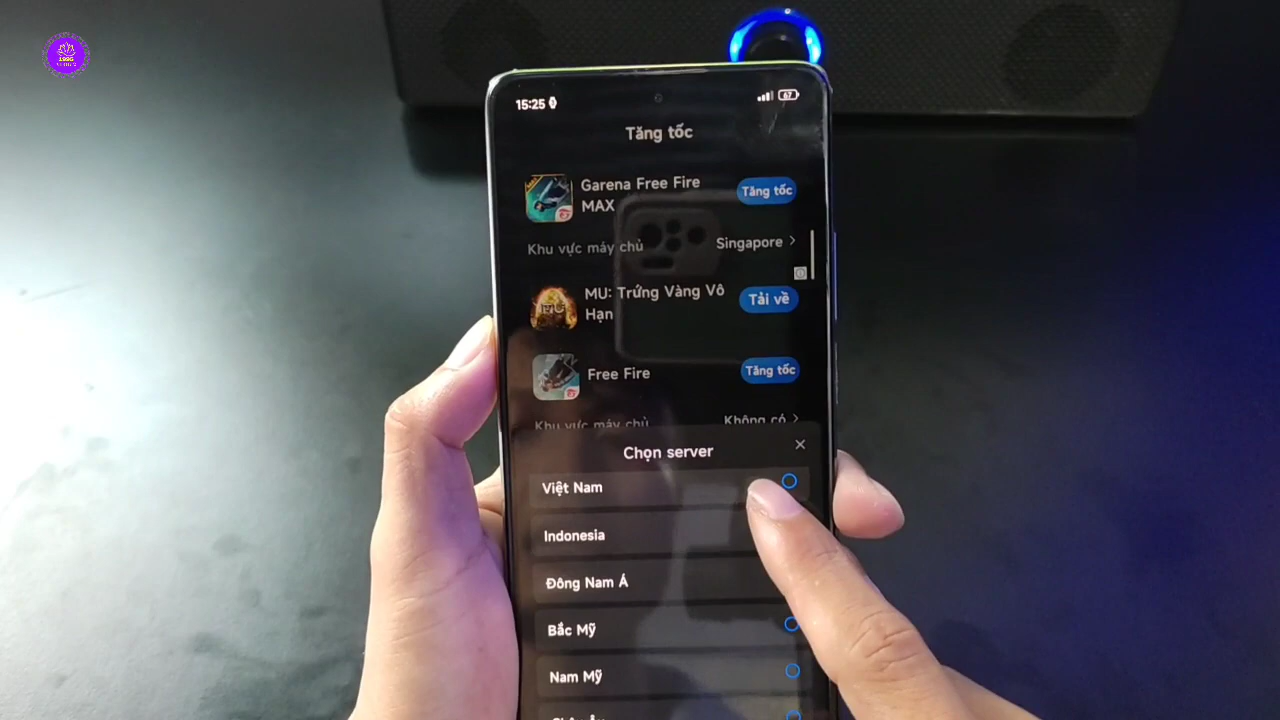 15:25
67
Tăng tốc
Garena Free Fire
MAX
Tăng tốc
Khu vực máy chủ
Singapore
MU: Trứng Vàng Vô
Hạn
Tải về
Free Fire
Tăng tốc
Khu vực máy chủ
Không có
Chọn server
Việt Nam
Indonesia
Đông Nam Á
Bắc Mỹ
Nam Mỹ